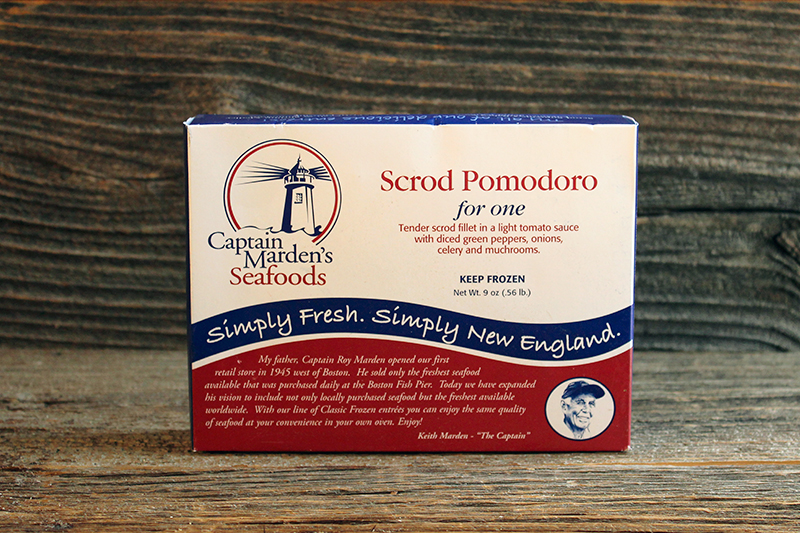 Captain
Marden's
Seafoods
Scrod Pomodoro
for one
Tender scrod fillet in a light tomato sauce
with diced green peppers, onions,
celery and muchrooms.
KEEP FROZEN
Net Wt. 9 oz (.56 lb.)
Simply Fresh. Simply New England.
My father, Captain Roy Marden opened our first
retail store in 1945 west of Boston. He sold only the freshest seafood
available that was purchased daily at the Boston Fish Pier. Today we have expanded
his vision to include not only locally purchased seafood but the freshest available
worldwide. With our line of Classic Frozen entrées you can enjoy the same quality
of seafood at your convenience in your own oven. Enjoy!
Keith Marden - "The Captain"